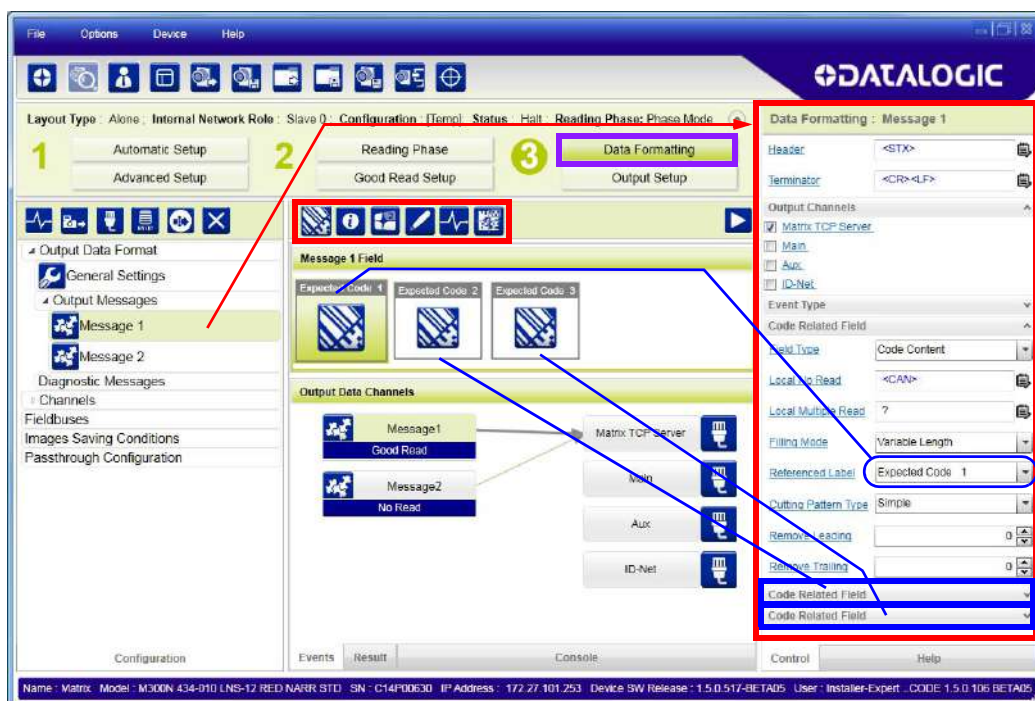 File Options Device Help
DATALOGIC
Layout Type : Alone ; Internal Network Role : Slave 0 ; Configuration : [Temp] Status : Halt ; Reading Phase: Phase Mode
1 Automatic Setup
Advanced Setup
2 Reading Phase
Good Read Setup
3 Data Formatting
Output Setup
Output Data Format
General Settings
Output Messages
Message 1
Message 2
Diagnostic Messages
Channels
Fieldbuses
Images Saving Conditions
Passthrough Configuration
Configuration
Message 1 Field
Expected Code 1 Expected Code 2 Expected Code 3
Output Data Channels
Message1
Good Read
Message2
No Read
Matrix TCP Server
Main
Aux
ID-Net
Events Result Console
Data Formatting : Message 1
Header <STX>
Terminator <CR><LF>
Output Channels
Matrix TCP Server
Main
Aux
ID-Net
Event Type
Code Related Field
Field Type Code Content
Local No Read <CAN>
Local Multiple Read ?
Filling Mode Variable Length
Referenced Label Expected Code 1
Cutting Pattern Type Simple
Remove Leading 0
Remove Trailing 0
Code Related Field
Code Related Field
Control Help
Name : Matrix Model : M300N 434-010 LNS-12 RED NARR STD SN : C14P00630 IP Address : 172.27.101.253 Device SW Release : 1.5.0.517-BETA05 User : Installer-Expert ..CODE 1.5.0.106 BETA05